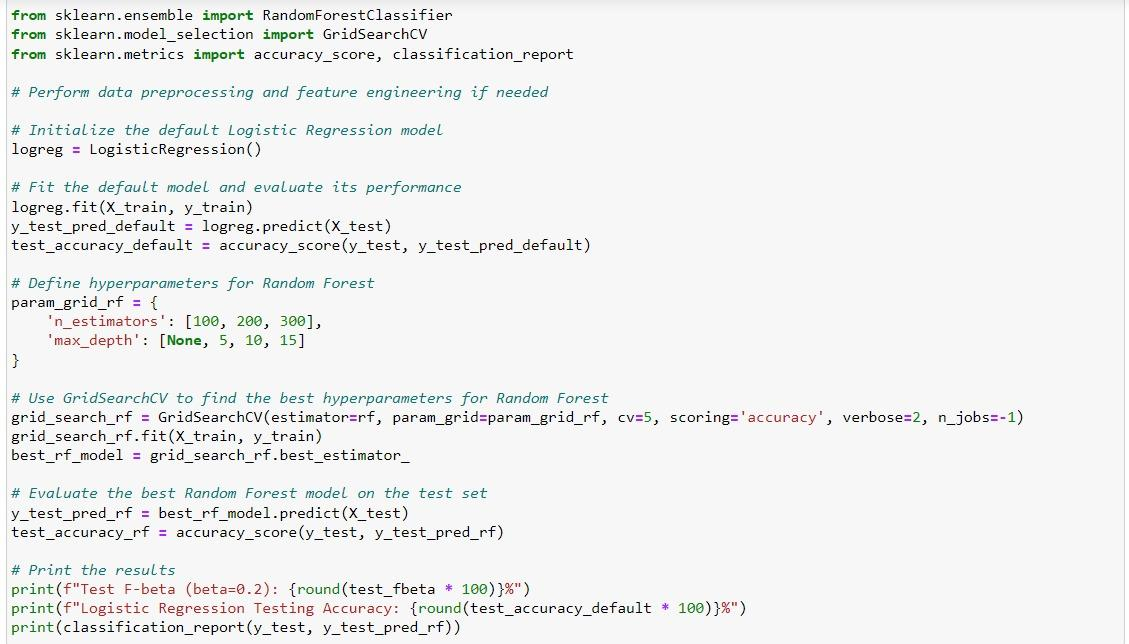 from sklearn.ensemble import RandomForestClassifier
from sklearn.model_selection import GridSearchCV
from sklearn.metrics import accuracy_score, classification_report
# Perform data preprocessing and feature engineering if needed
# Initialize the default Logistic Regression model
logreg = LogisticRegression()
# Fit the default model and evaluate its performance
logreg.fit(X_train, y_train)
y_test_pred_default = logreg.predict(X_test)
test_accuracy_default = accuracy_score(y_test, y_test_pred_default)
# Define hyperparameters for Random Forest
param_grid_rf = {
    'n_estimators': [100, 200, 300],
    'max_depth': [None, 5, 10, 15]
}
# Use GridSearchCV to find the best hyperparameters for Random Forest
grid_search_rf = GridSearchCV(estimator=rf, param_grid=param_grid_rf, cv=5, scoring='accuracy', verbose=2, n_jobs=-1)
grid_search_rf.fit(X_train, y_train)
best_rf_model = grid_search_rf.best_estimator_
# Evaluate the best Random Forest model on the test set
y_test_pred_rf = best_rf_model.predict(X_test)
test_accuracy_rf = accuracy_score(y_test, y_test_pred_rf)
# Print the results
print(f"Test F-beta (beta=0.2): {round(test_fbeta * 100)}%")
print(f"Logistic Regression Testing Accuracy: {round(test_accuracy_default * 100)}%")
print(classification_report(y_test, y_test_pred_rf))